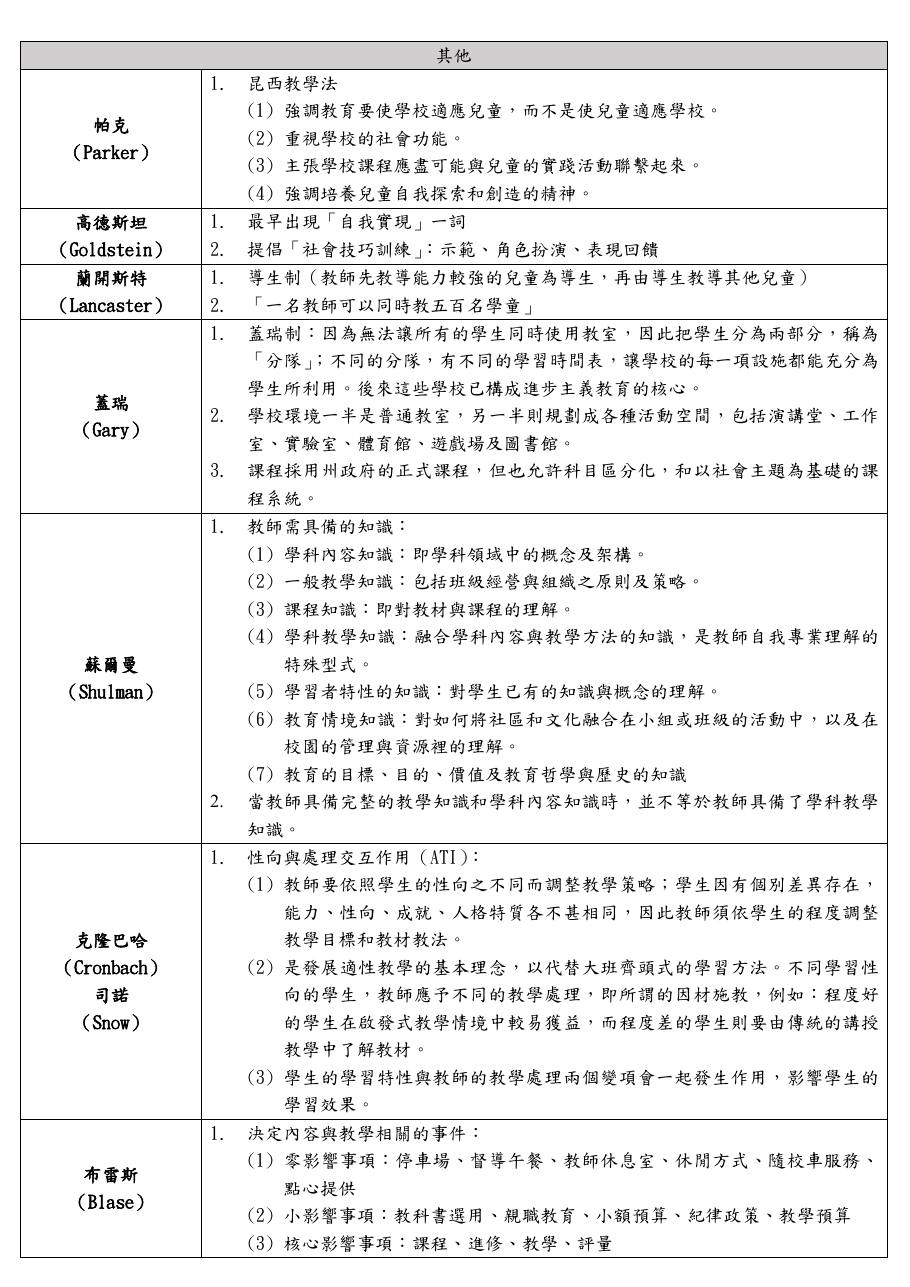 其他
帕克
(Parker)
1. 昆西教學法
(1) 強調教育要使學校適應兒童，而不是使兒童適應學校。
(2) 重視學校的社會功能。
(3) 主張學校課程應盡可能與兒童的實踐活動聯繫起來。
(4) 強調培養兒童自我探索和創造的精神。
高德斯坦
(Goldstein)
1. 最早出現「自我實現」一詞
2. 提倡「社會技巧訓練」：示範、角色扮演、表現回饋
蘭開斯特
(Lancaster)
1. 導生制（教師先教導能力較強的兒童為導生，再由導生教導其他兒童）
2. 「一名教師可以同時教五百名學童」
蓋瑞
(Gary)
1. 蓋瑞制：因為無法讓所有的學生同時使用教室，因此把學生分為兩部分，稱為
「分隊」；不同的分隊，有不同的學習時間表，讓學校的每一項設施都能充分為
學生所利用。後來這些學校已構成進步主義教育的核心。
2. 學校環境一半是普通教室，另一半則規劃成各種活動空間，包括演講堂、工作
室、實驗室、體育館、遊戲場及圖書館。
3. 課程採用州政府的正式課程，但也允許科目區分化，和以社會主題為基礎的課
程系統。
蘇爾曼
(Shulman)
1. 教師需具備的知識：
(1) 學科內容知識：即學科領域中的概念及架構。
(2) 一般教學知識：包括班級經營與組織之原則及策略。
(3) 課程知識：即對教材與課程的理解。
(4) 學科教學知識：融合學科內容與教學方法的知識，是教師自我專業理解的
特殊型式。
(5) 學習者特性的知識：對學生已有的知識與概念的理解。
(6) 教育情境知識：對如何將社區和文化融合在小組或班級的活動中，以及在
校園的管理與資源裡的理解。
(7) 教育的目標、目的、價值及教育哲學與歷史的知識
2. 當教師具備完整的教學知識和學科內容知識時，並不等於教師具備了學科教學
知識。
克隆巴哈
(Cronbach)
司諾
(Snow)
1. 性向與處理交互作用（ATI）：
(1) 教師要依照學生的性向之不同而調整教學策略；學生因有個別差異存在，
能力、性向、成就、人格特質各不甚相同，因此教師須依學生的程度調整
教學目標和教材教法。
(2) 是發展適性教學的基本理念，以代替大班齊頭式的學習方法。不同學習性
向的學生，教師應予不同的教學處理，即所謂的因材施教，例如：程度好
的學生在啟發式教學情境中較易獲益，而程度差的學生則要由傳統的講授
教學中了解教材。
(3) 學生的學習特性與教師的教學處理兩個變項會一起發生作用，影響學生的
學習效果。
布雷斯
(Blase)
1. 決定內容與教學相關的事件：
(1) 零影響事項：停車場、督導午餐、教師休息室、休閒方式、隨校車服務、
點心提供
(2) 小影響事項：教科書選用、親職教育、小額預算、紀律政策、教學預算
(3) 核心影響事項：課程、進修、教學、評量